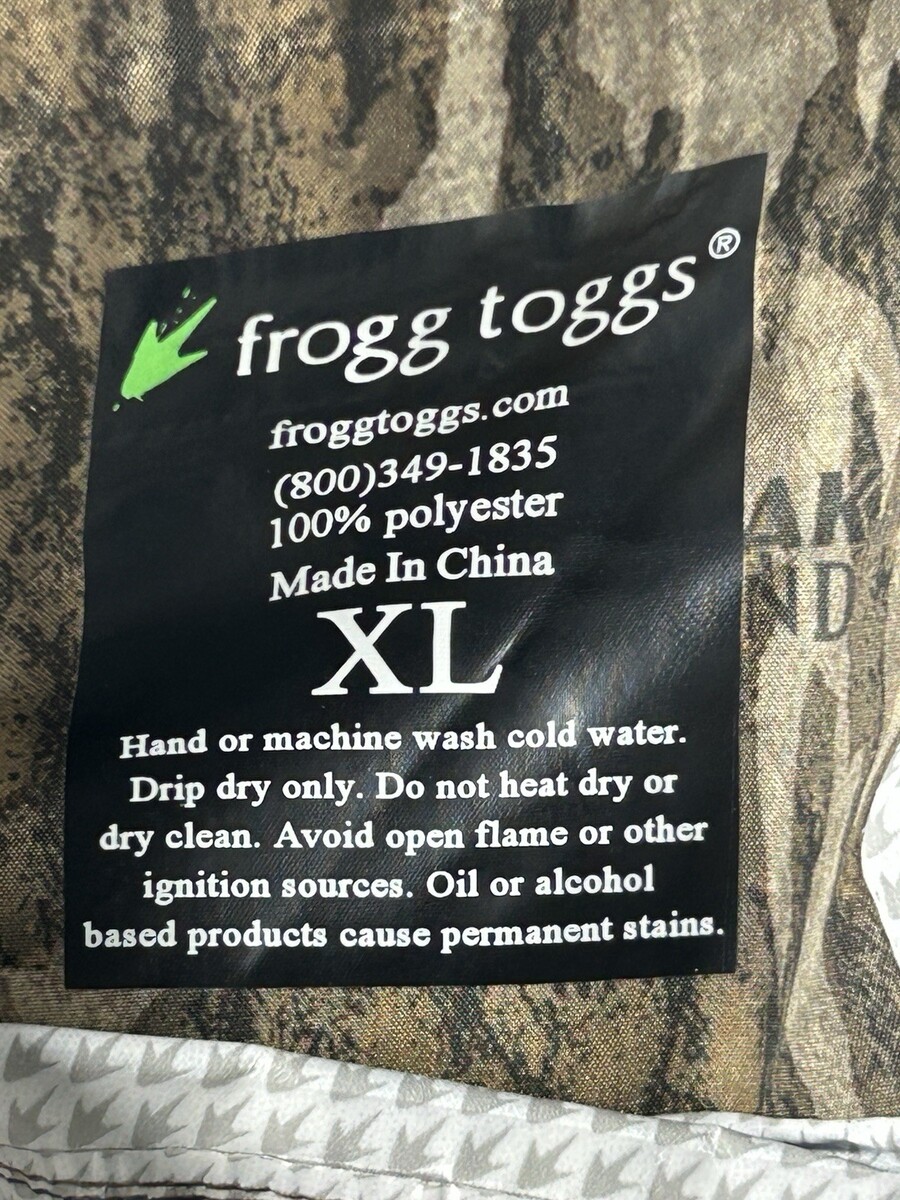 frogg toggs®
froggtoggs.com
(800)349-1835
100% polyester
Made In China
XL
Hand or machine wash cold water.
Drip dry only. Do not heat dry or
dry clean. Avoid open flame or other
ignition sources. Oil or alcohol
based products cause permanent stains.